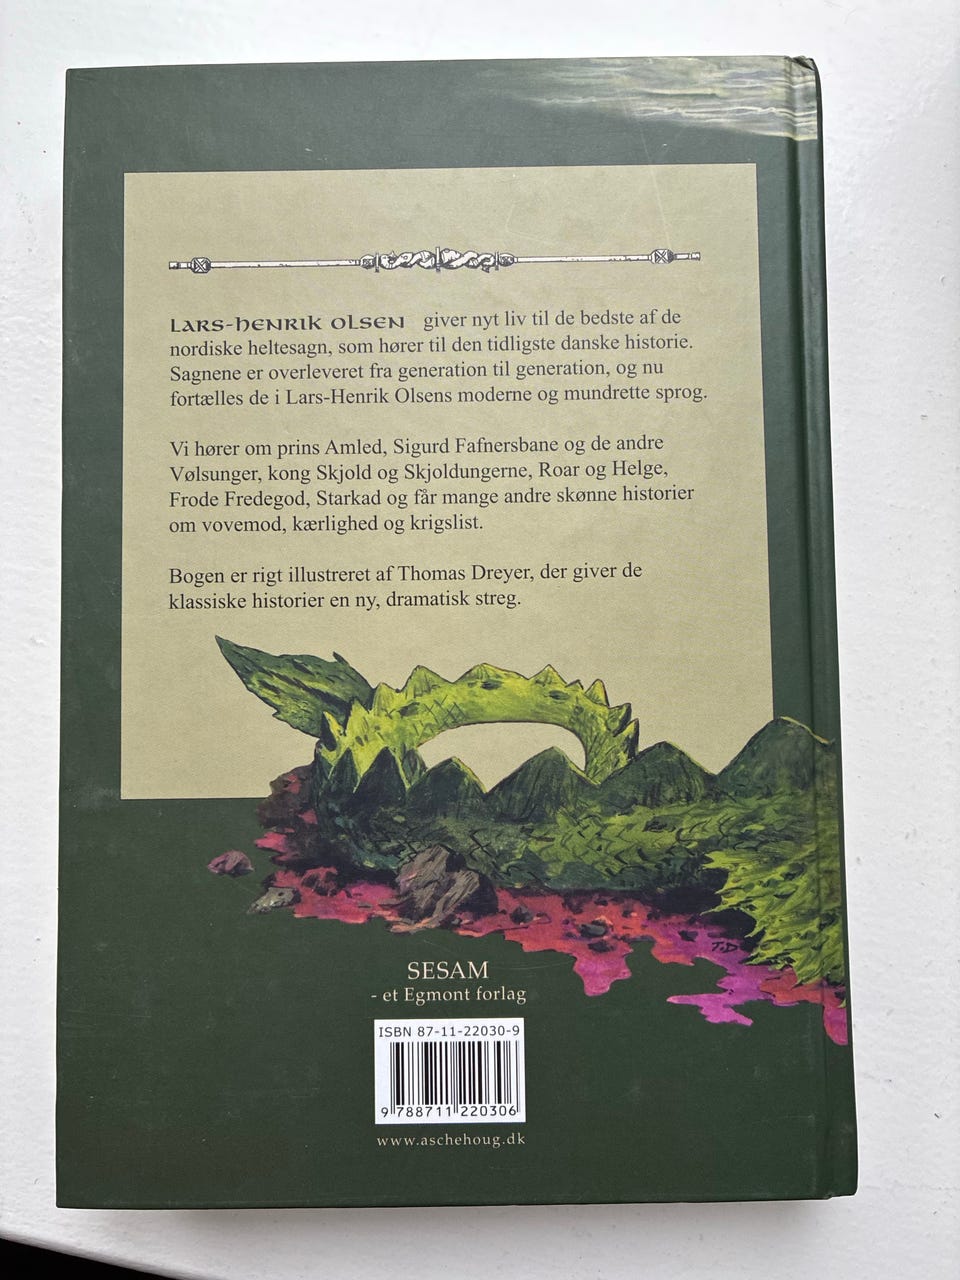 LARS-HENRIK OLSEN giver nyt liv til de bedste af de
nordiske heltesagn, som hører til den tidligste danske historie.
Sagnene er overleveret fra generation til generation, og nu
fortælles de i Lars-Henrik Olsens moderne og mundrette sprog.
Vi hører om prins Amled, Sigurd Fafnersbane og de andre
Vølsunger, kong Skjold og Skjoldungerne, Roar og Helge,
Frode Fredegod, Starkad og får mange andre skønne historier
om vovemod, kærlighed og krigslist.
Bogen er rigt illustreret af Thomas Dreyer, der giver de
klassiske historier en ny, dramatisk streg.
T.D
SESAM
- et Egmont forlag
ISBN 87-11-22030-9
9 788711 220306
www.aschehoug.dk